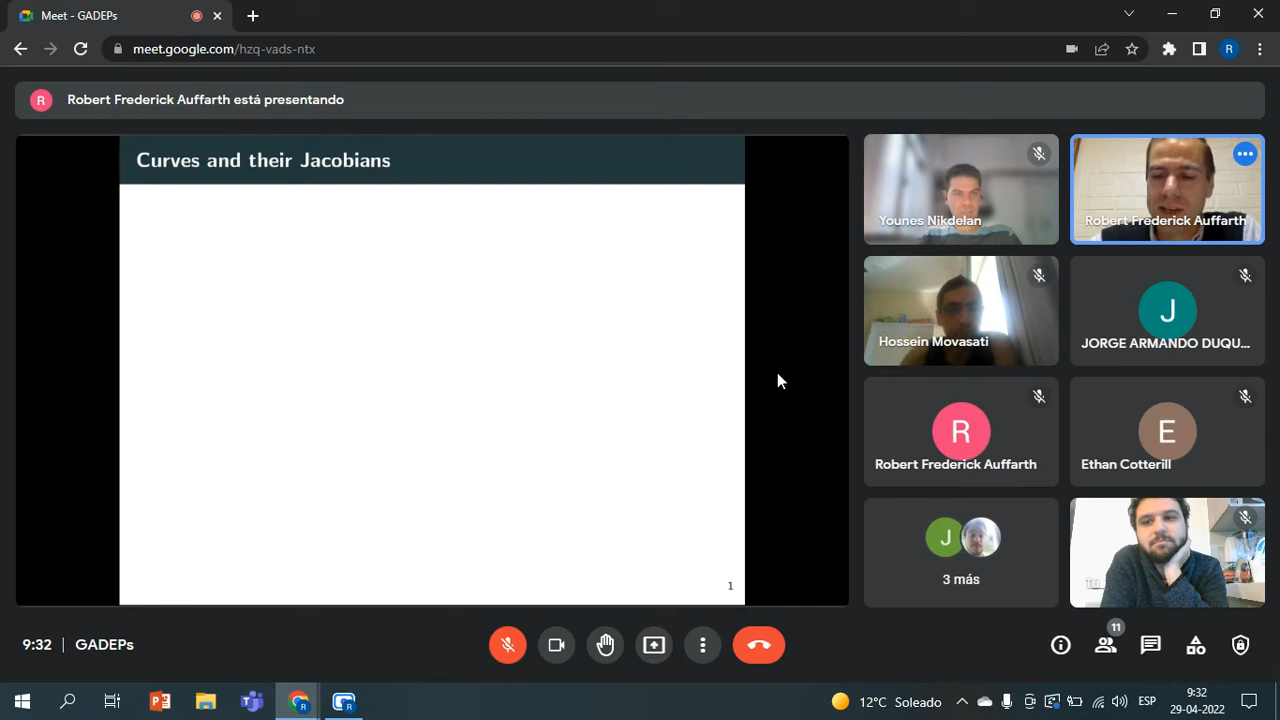 Meet - GADEPs
meet.google.com/hzq-vads-ntx
R
R
Robert Frederick Auffarth está presentando
Curves and their Jacobians
1
Younes Nikdelan
Robert Frederick Auffarth
Hossein Movasati
J
JORGE ARMANDO DUQU...
R
Robert Frederick Auffarth
E
Ethan Cotterill
J
3 más
Tú
9:32 | GADEPs
11
12°C Soleado
ESP
9:32
29-04-2022